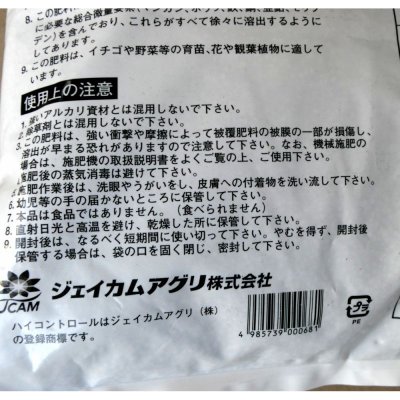 8. この肥料
に必要な総合微量要素(マンガン、ホウ素、鉄、銅、亜鉛、モリブ
デン)を含んでおり、これらがすべて徐々に溶出するように
してあります。
9. この肥料は、イチゴや野菜等の育苗、花や観葉植物に適して
います。
使用上の注意
1. 強いアルカリ資材とは混用しないで下さい。
2. 除草剤とは混用しないで下さい。
3. この肥料は、強い衝撃や摩擦によって被覆肥料の被膜の一部が損傷し、
溶出が早まる恐れがありますので注意して下さい。なお、機械施肥の
場合は、施肥機の取扱説明書をよくご覧の上、ご使用下さい。
施肥後の蒸気消毒は避けて下さい。
施肥作業後は、洗眼やうがいをし、皮膚への付着物を洗い流して下さい。
6. 幼児等の手の届かないところに保管して下さい。
7. 本品は食品ではありません。(食べられません)
8. 直射日光と高温を避け、乾燥した所に保管して下さい。
9. 開封後は、なるべく短期間に使い切って下さい。やむを得ず、開封後
保管する場合は、袋の口を固く閉じ、密封して下さい。
JCAM
ジェイカムアグリ株式会社
ハイコントロールはジェイカムアグリ(株)
の登録商標です。
4 985739 000681
プラ
PE